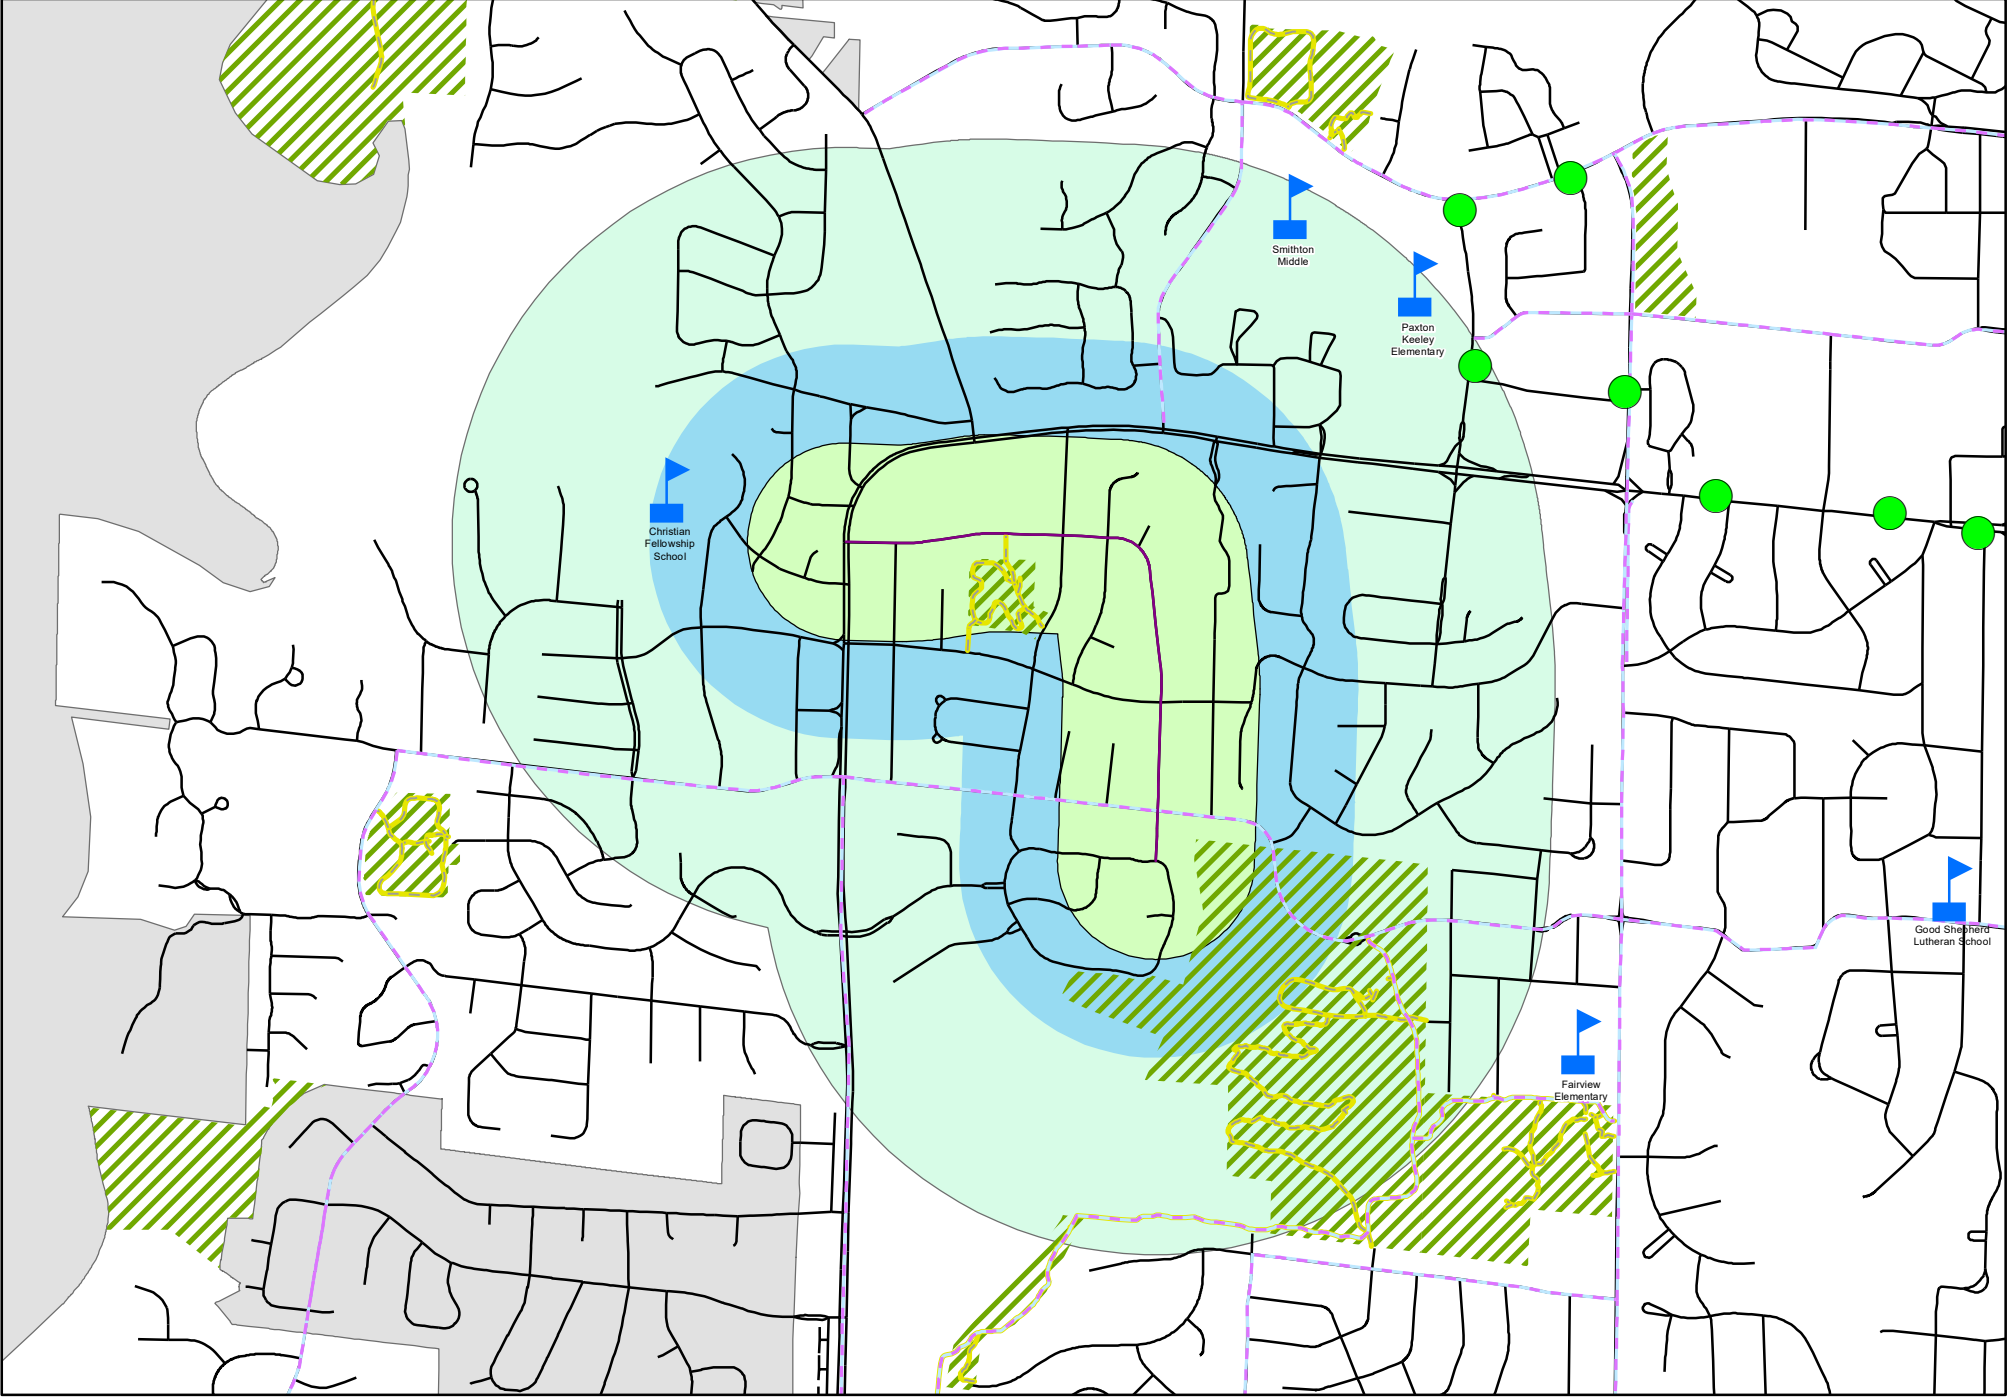 Smithton
Middle
Paxton
Keeley
Elementary
Christian
Fellowship
School
Good Shepherd
Lutheran School
Fairview
Elementary